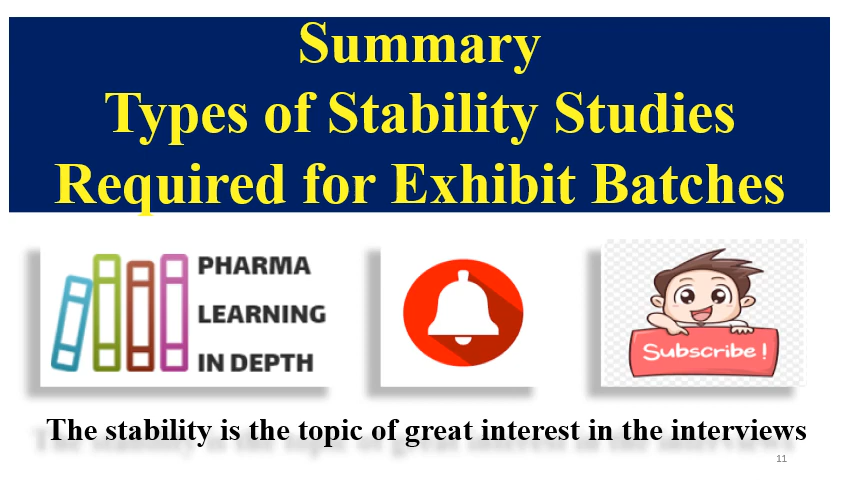 Summary
Types of Stability Studies
Required for Exhibit Batches
PHARMA
LEARNING
IN DEPTH
Subscribe!
The stability is the topic of great interest in the interviews
11